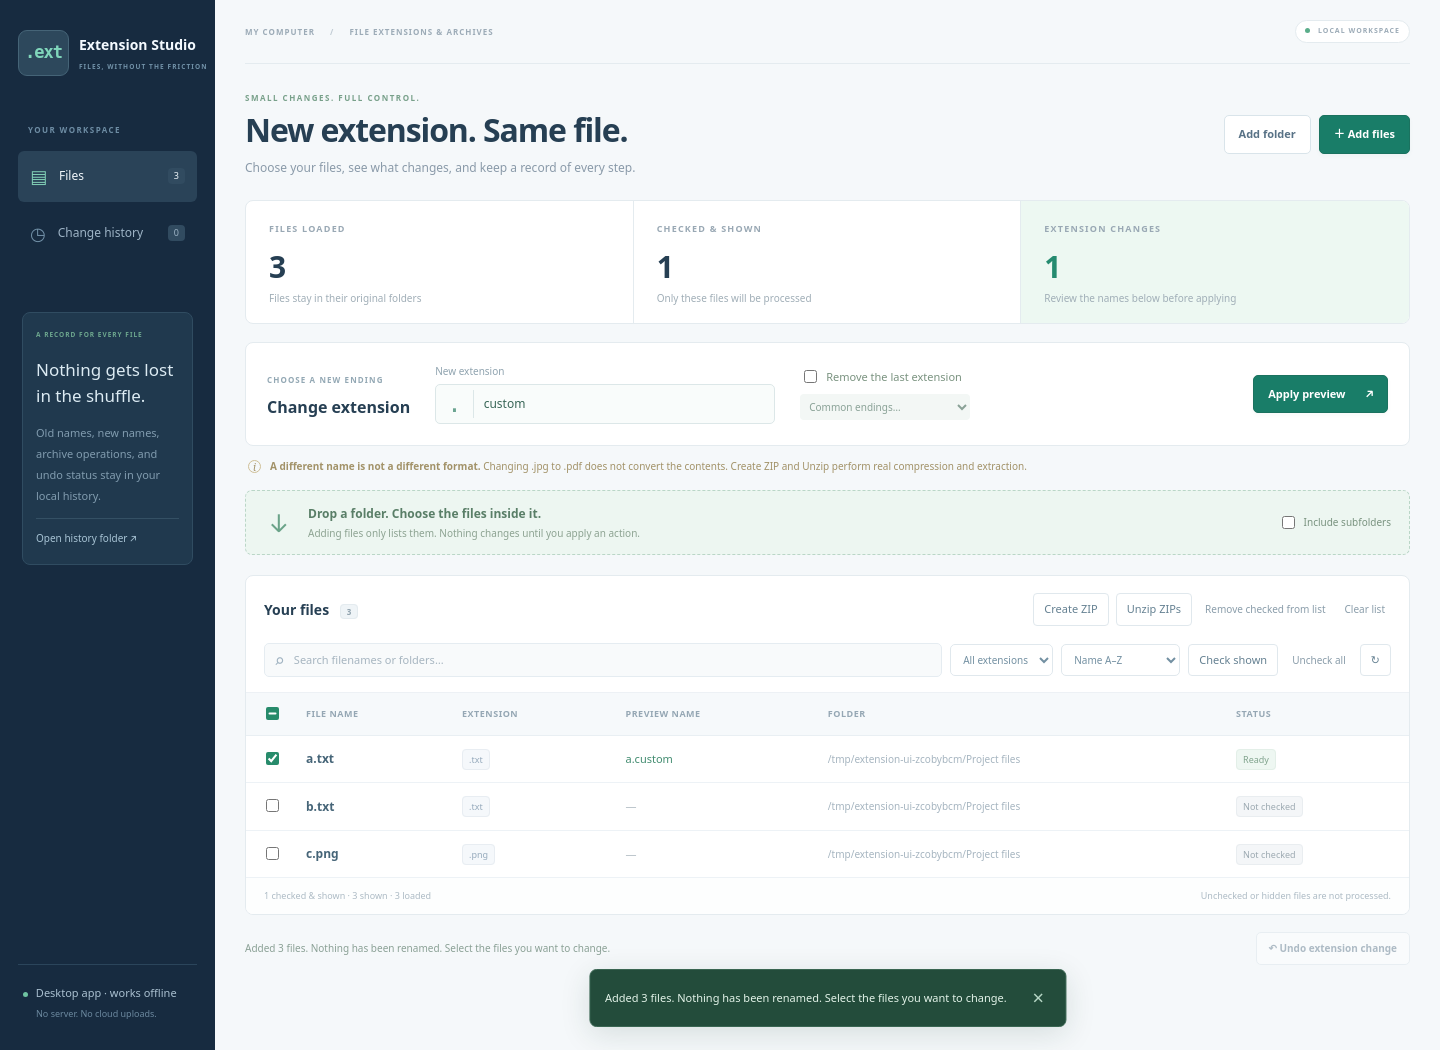 .ext
Extension Studio
FILES, WITHOUT THE FRICTION
YOUR WORKSPACE
Files
3
Change history
0
A RECORD FOR EVERY FILE
Nothing gets lost
in the shuffle.
Old names, new names,
archive operations, and
undo status stay in your
local history.
Open history folder ↗
Desktop app · works offline
No server. No cloud uploads.
MY COMPUTER / FILE EXTENSIONS & ARCHIVES
LOCAL WORKSPACE
SMALL CHANGES. FULL CONTROL.
New extension. Same file.
Choose your files, see what changes, and keep a record of every step.
Add folder
+ Add files
FILES LOADED
3
Files stay in their original folders
CHECKED & SHOWN
1
Only these files will be processed
EXTENSION CHANGES
1
Review the names below before applying
CHOOSE A NEW ENDING
Change extension
New extension
. custom
Remove the last extension
Common endings...
Apply preview ↗
i A different name is not a different format. Changing .jpg to .pdf does not convert the contents. Create ZIP and Unzip perform real compression and extraction.
↓ Drop a folder. Choose the files inside it.
Adding files only lists them. Nothing changes until you apply an action.
Include subfolders
Your files 3
Create ZIP
Unzip ZIPs
Remove checked from list
Clear list
Search filenames or folders...
All extensions
Name A–Z
Check shown
Uncheck all
↻
FILE NAME EXTENSION PREVIEW NAME FOLDER STATUS
a.txt .txt a.custom /tmp/extension-ui-zcobybcm/Project files Ready
b.txt .txt — /tmp/extension-ui-zcobybcm/Project files Not checked
c.png .png — /tmp/extension-ui-zcobybcm/Project files Not checked
1 checked & shown · 3 shown · 3 loaded
Unchecked or hidden files are not processed.
Added 3 files. Nothing has been renamed. Select the files you want to change.
↶ Undo extension change
Added 3 files. Nothing has been renamed. Select the files you want to change. ×